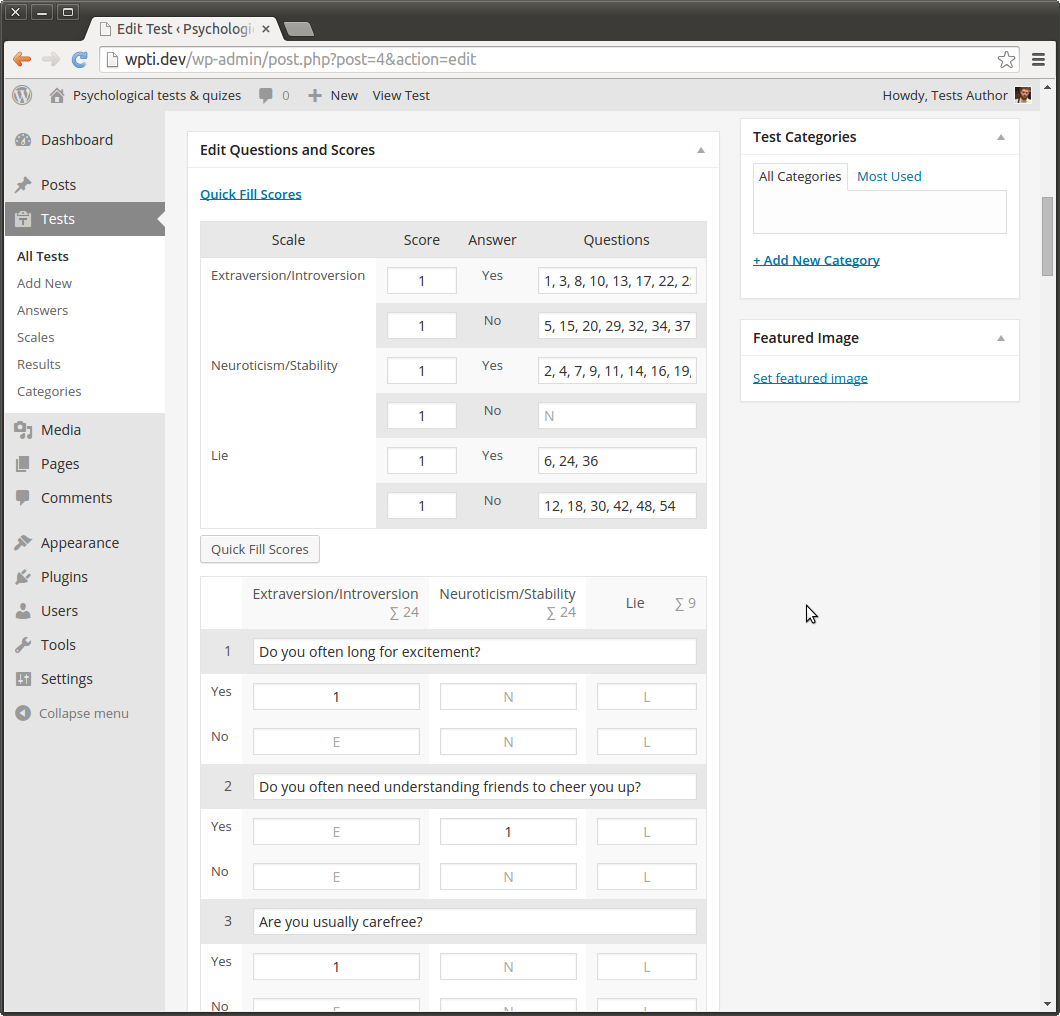 Edit Test ‹ Psychologi
wpti.dev/wp-admin/post.php?post=4&action=edit
Psychological tests & quizes 0 New View Test Howdy, Tests Author
Dashboard
Posts
Tests
All Tests
Add New
Answers
Scales
Results
Categories
Media
Pages
Comments
Appearance
Plugins
Users
Tools
Settings
Collapse menu
Edit Questions and Scores
Quick Fill Scores
Scale Score Answer Questions
Extraversion/Introversion 1 Yes 1, 3, 8, 10, 13, 17, 22,
1 No 5, 15, 20, 29, 32, 34, 37
Neuroticism/Stability 1 Yes 2, 4, 7, 9, 11, 14, 16, 19,
1 No N
Lie 1 Yes 6, 24, 36
1 No 12, 18, 30, 42, 48, 54
Quick Fill Scores
Extraversion/Introversion Neuroticism/Stability Lie ∑ 9
∑ 24 ∑ 24
1 Do you often long for excitement?
Yes 1 N L
No E N L
2 Do you often need understanding friends to cheer you up?
Yes E 1 L
No E N L
3 Are you usually carefree?
Yes 1 N L
No E N L
Test Categories
All Categories Most Used
+ Add New Category
Featured Image
Set featured image